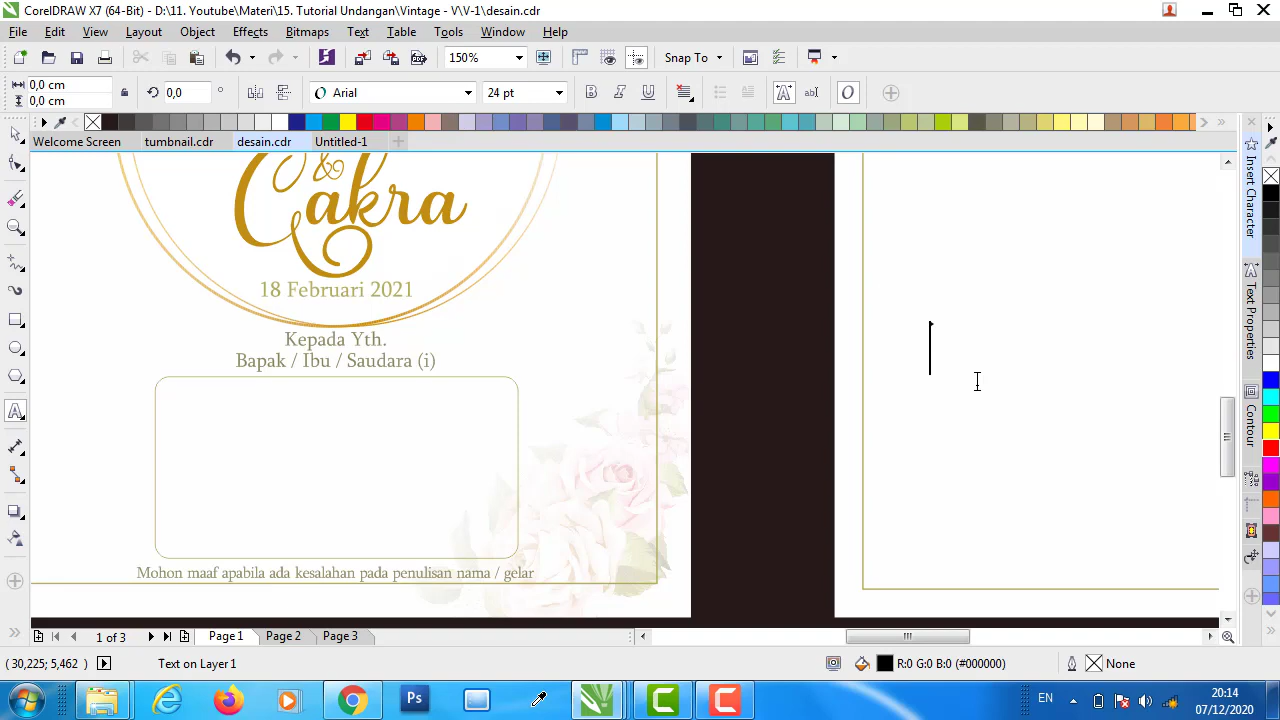 CorelDRAW X7 (64-Bit) - D:\11. Youtube\Materi\15. Tutorial Undangan\Vintage - V\V-1\desain.cdr
File Edit View Layout Object Effects Bitmaps Text Table Tools Window Help
150% Snap To
0,0 cm
0,0 cm
0,0 ° Arial 24 pt
Welcome Screen tumbnail.cdr desain.cdr Untitled-1
& Cakra
18 Februari 2021
Kepada Yth.
Bapak / Ibu / Saudara (i)
Mohon maaf apabila ada kesalahan pada penulisan nama / gelar
Insert Character
Text Properties
Contour
1 of 3 Page 1 Page 2 Page 3
(30,225; 5,462) Text on Layer 1 R:0 G:0 B:0 (#000000) None
Ps EN 20:14
07/12/2020